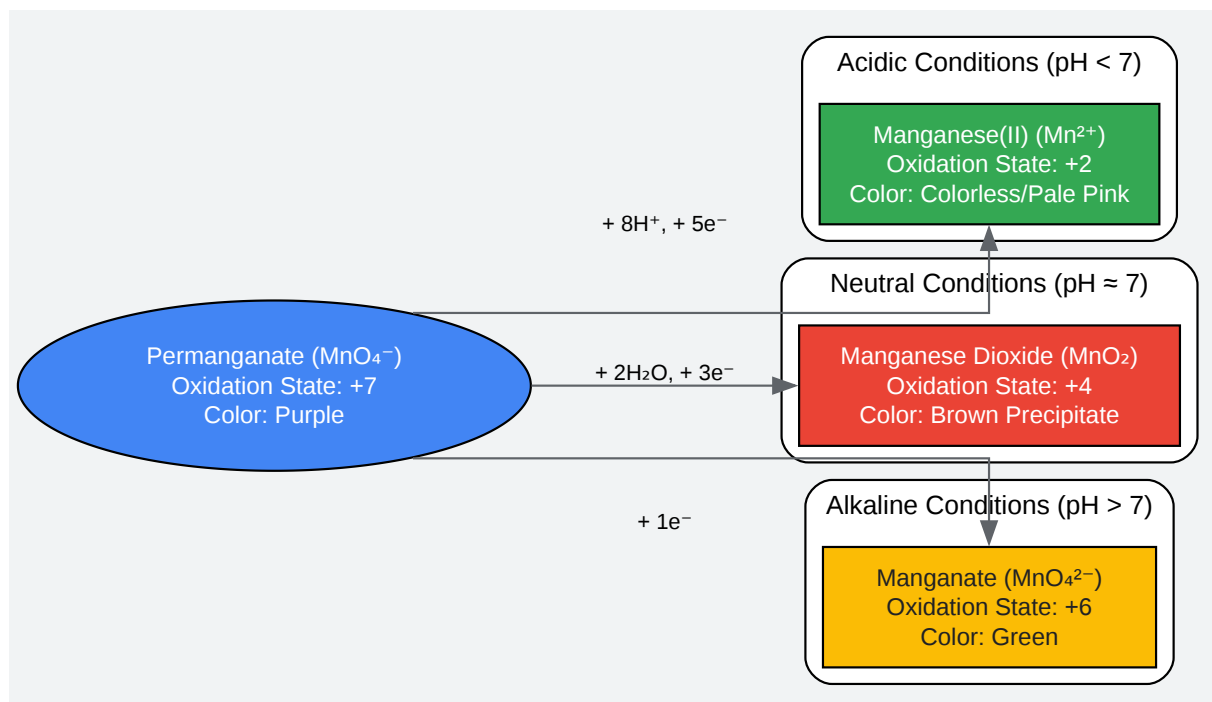 Acidic Conditions (pH < 7)
Manganese(II) (Mn²⁺)
Oxidation State: +2
Color: Colorless/Pale Pink
+ 8H⁺, + 5e⁻
Neutral Conditions (pH ≈ 7)
Permanganate (MnO₄⁻)
Oxidation State: +7
Color: Purple
+ 2H₂O, + 3e⁻
Manganese Dioxide (MnO₂)
Oxidation State: +4
Color: Brown Precipitate
+ 1e⁻
Alkaline Conditions (pH > 7)
Manganate (MnO₄²⁻)
Oxidation State: +6
Color: Green